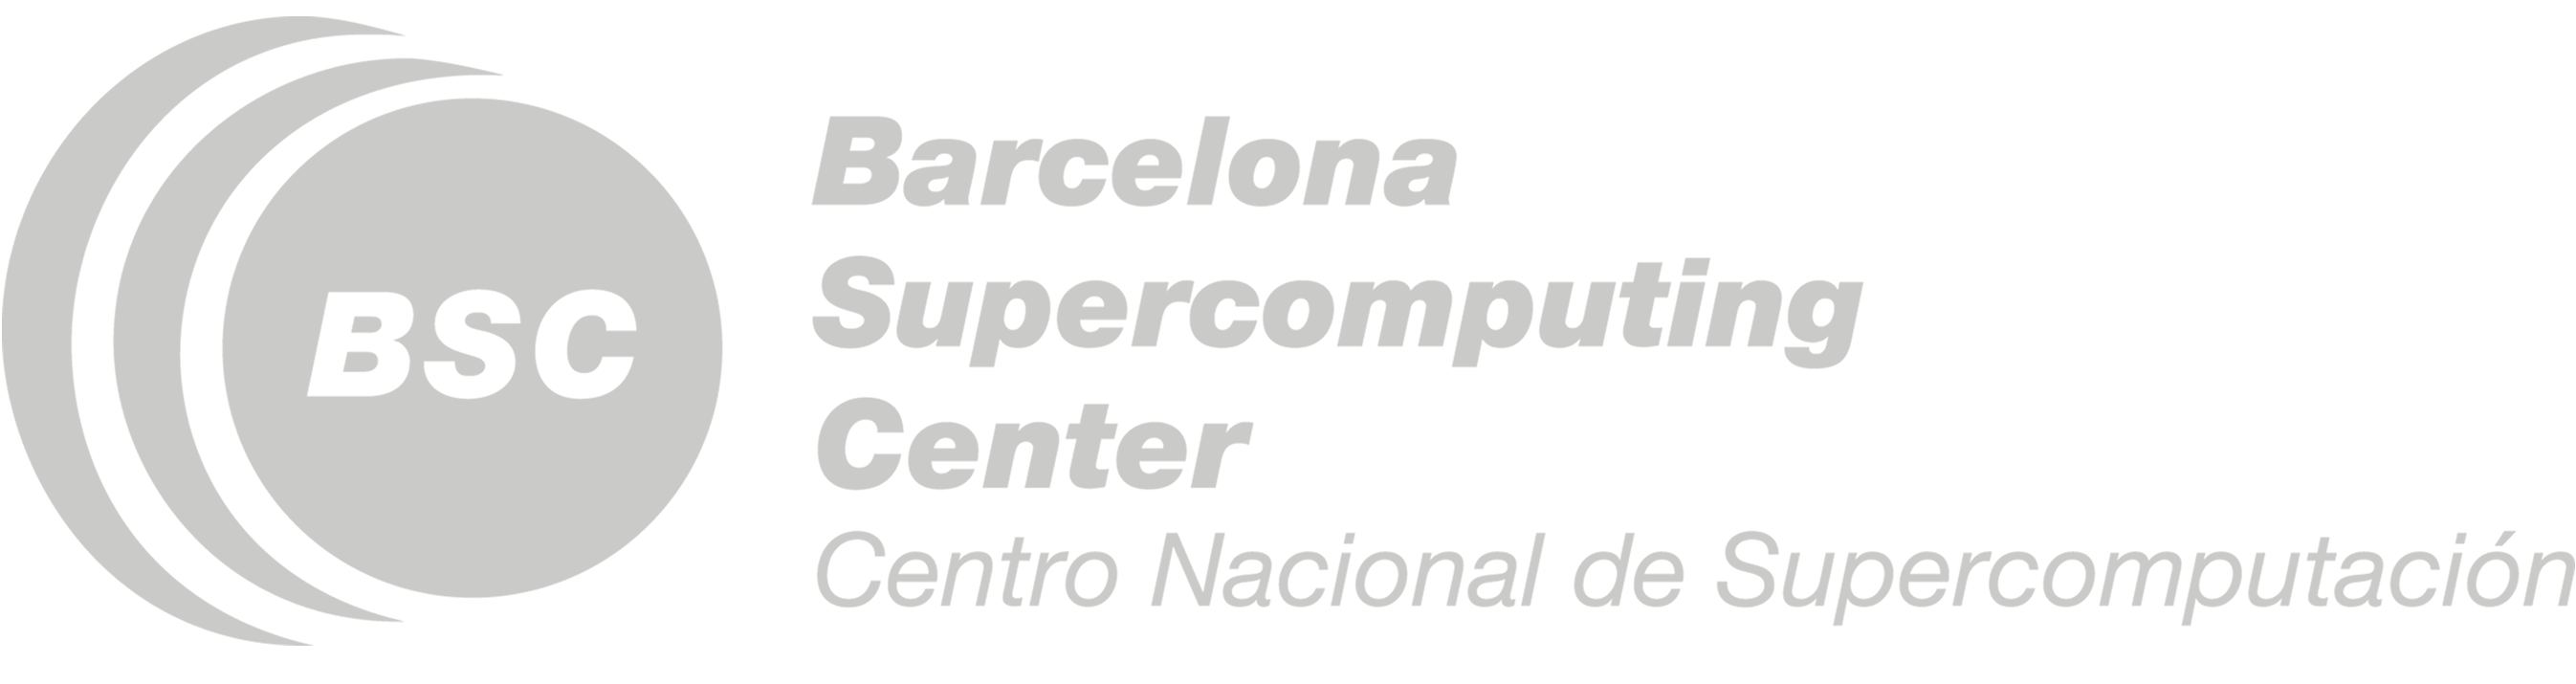 BSC
Barcelona
Supercomputing
Center
Centro Nacional de Supercomputación